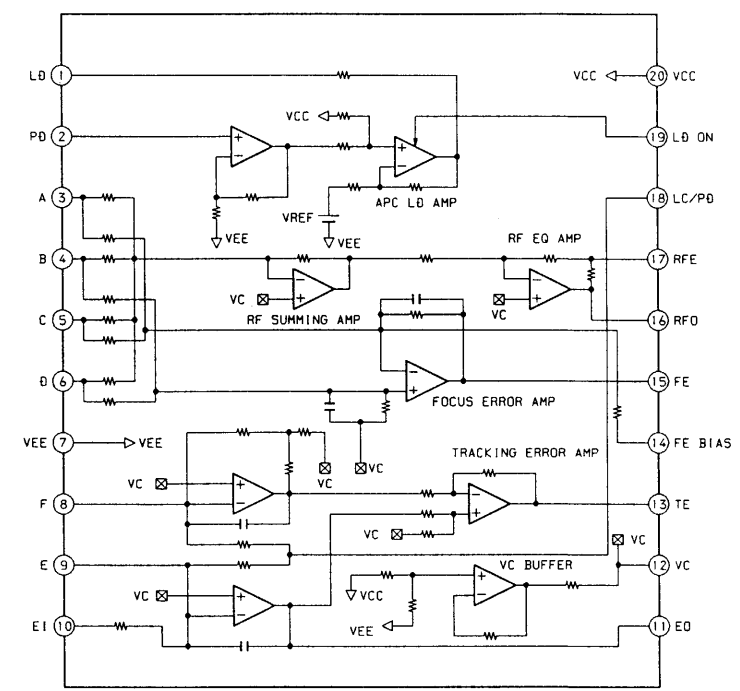 LD 1
VCC
20 VCC
PD 2
VCC
19 LD ON
A 3
APC LD AMP
18 LC/PD
VREF
VEE
VEE
RF EQ AMP
B 4
17 RFE
VC
VC
C 5
RF SUMMING AMP
16 RFO
D 6
15 FE
FOCUS ERROR AMP
VEE 7
VEE
14 FE BIAS
VC
VC
TRACKING ERROR AMP
VC
F 8
13 TE
VC
VC
E 9
VC BUFFER
12 VC
VC
VCC
EI 10
VEE
11 EO